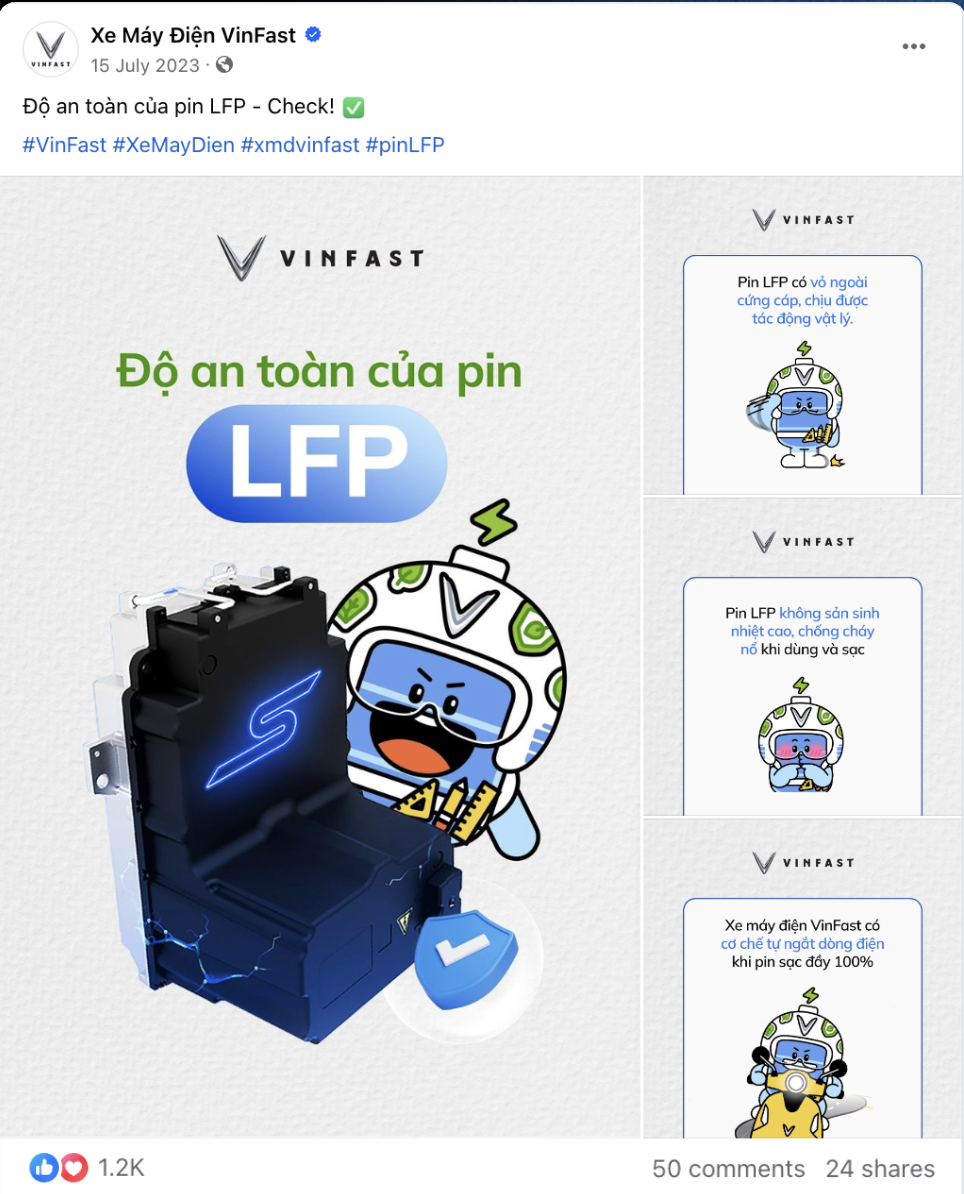 Xe Máy Điện VinFast
15 July 2023 ·
Độ an toàn của pin LFP - Check! ✅
#VinFast #XeMayDien #xmdvinfast #pinLFP
VINFAST
VINFAST
Độ an toàn của pin
LFP
VINFAST
Pin LFP có vỏ ngoài
cứng cáp, chịu được
tác động vật lý.
VINFAST
Pin LFP không sản sinh
nhiệt cao, chống cháy
nổ khi dùng và sạc
VINFAST
Xe máy điện VinFast có
cơ chế tự ngắt dòng điện
khi pin sạc đầy 100%
1.2K
50 comments 24 shares